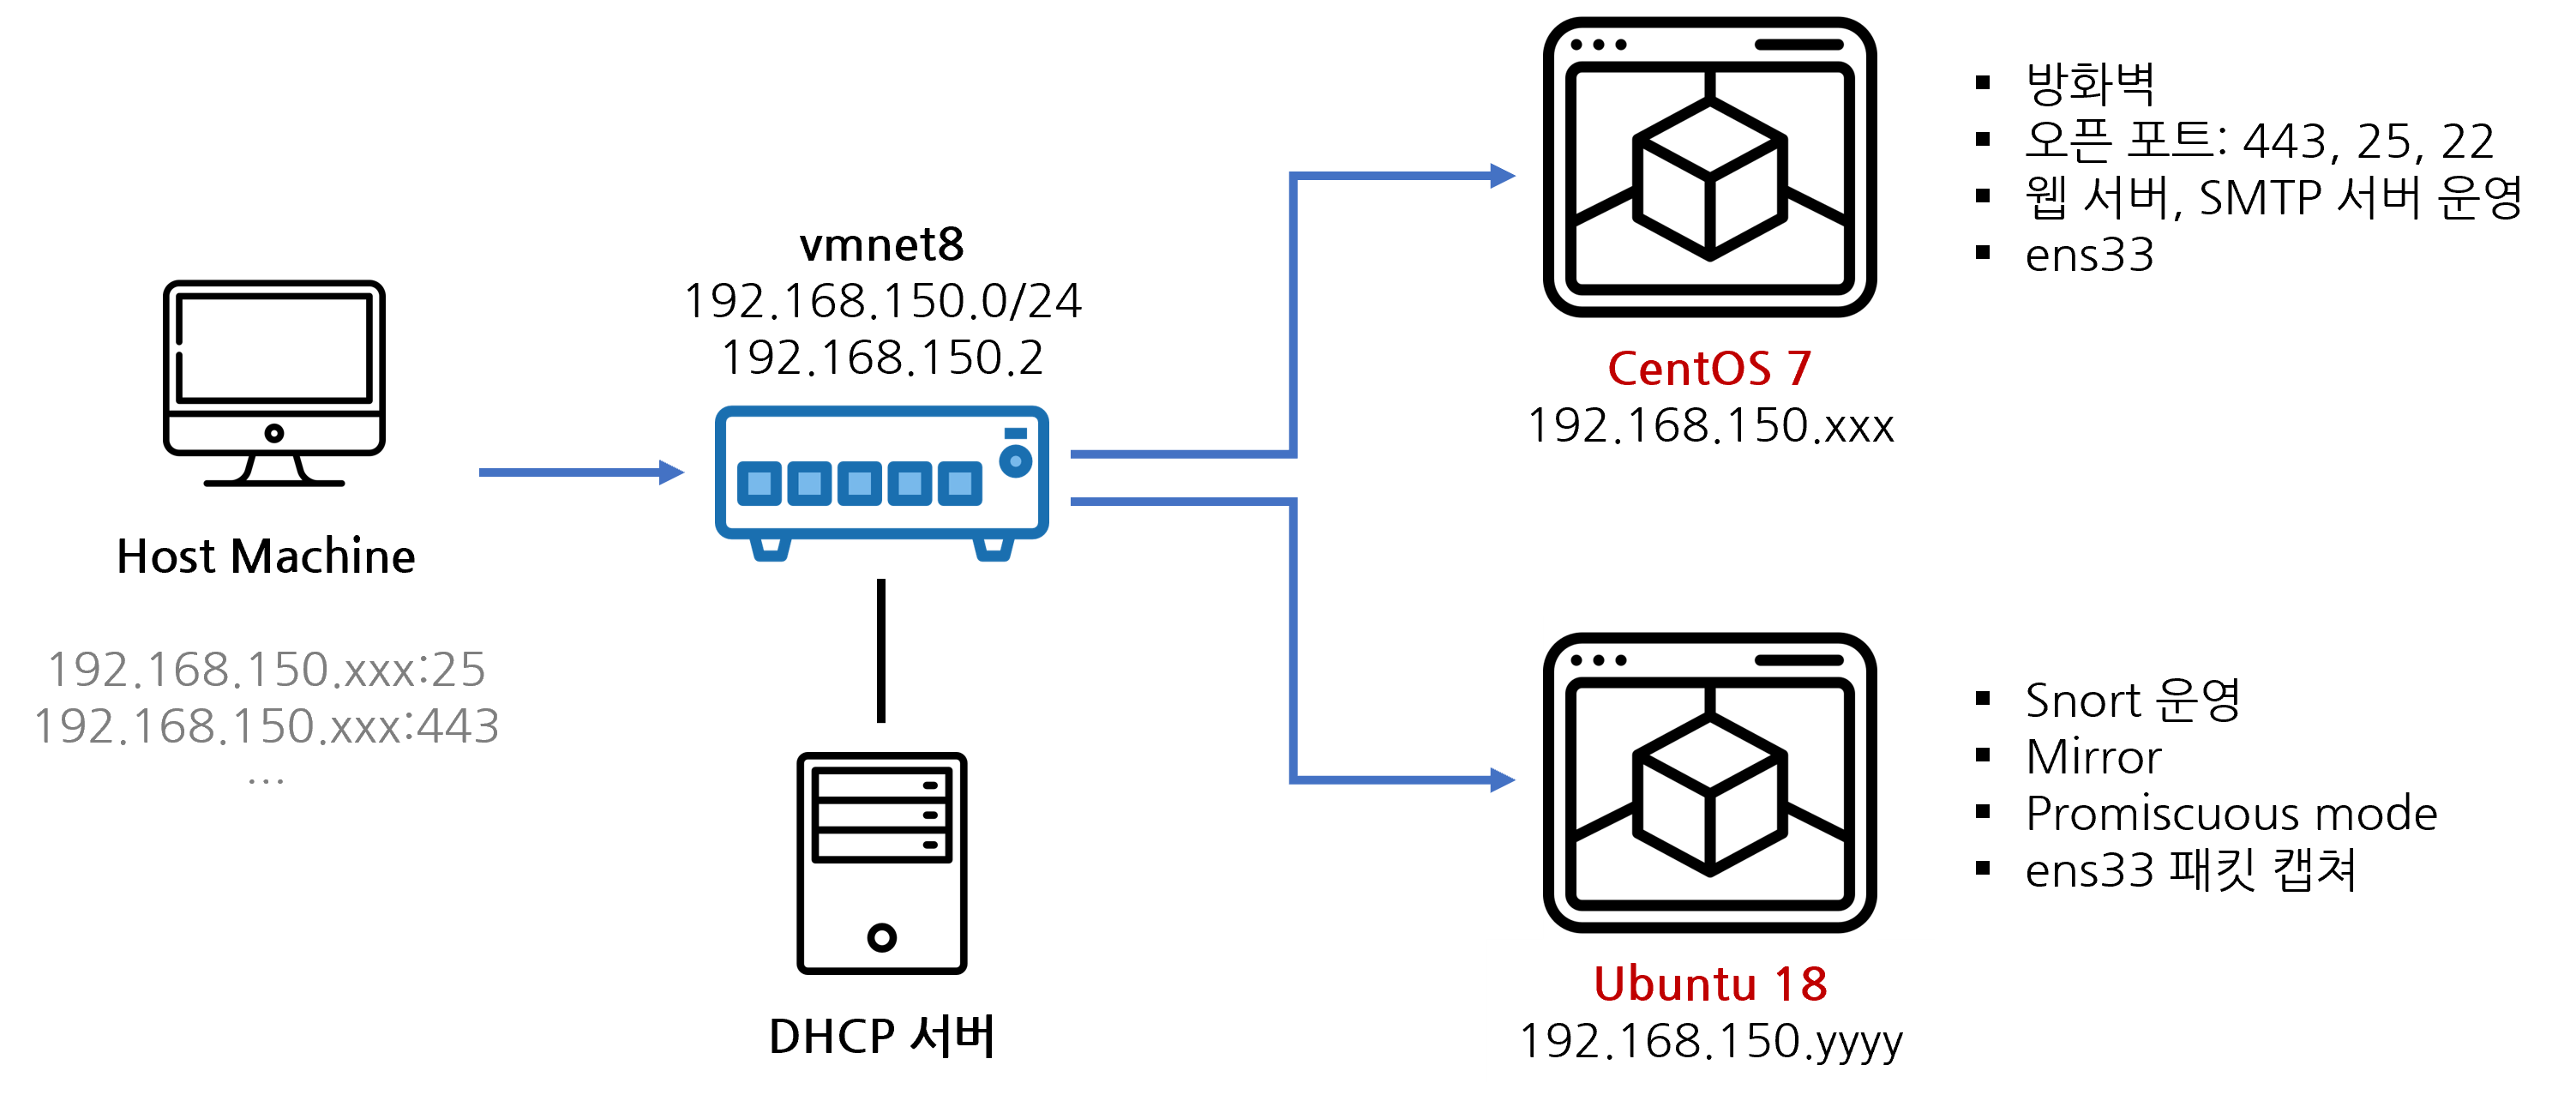 Host Machine
192.168.150.xxx:25
192.168.150.xxx:443
...
vmnet8
192.168.150.0/24
192.168.150.2
DHCP 서버
CentOS 7
192.168.150.xxx
▪ 방화벽
▪ 오픈 포트: 443, 25, 22
▪ 웹 서버, SMTP 서버 운영
▪ ens33
Ubuntu 18
192.168.150.yyyy
▪ Snort 운영
▪ Mirror
▪ Promiscuous mode
▪ ens33 패킷 캡쳐